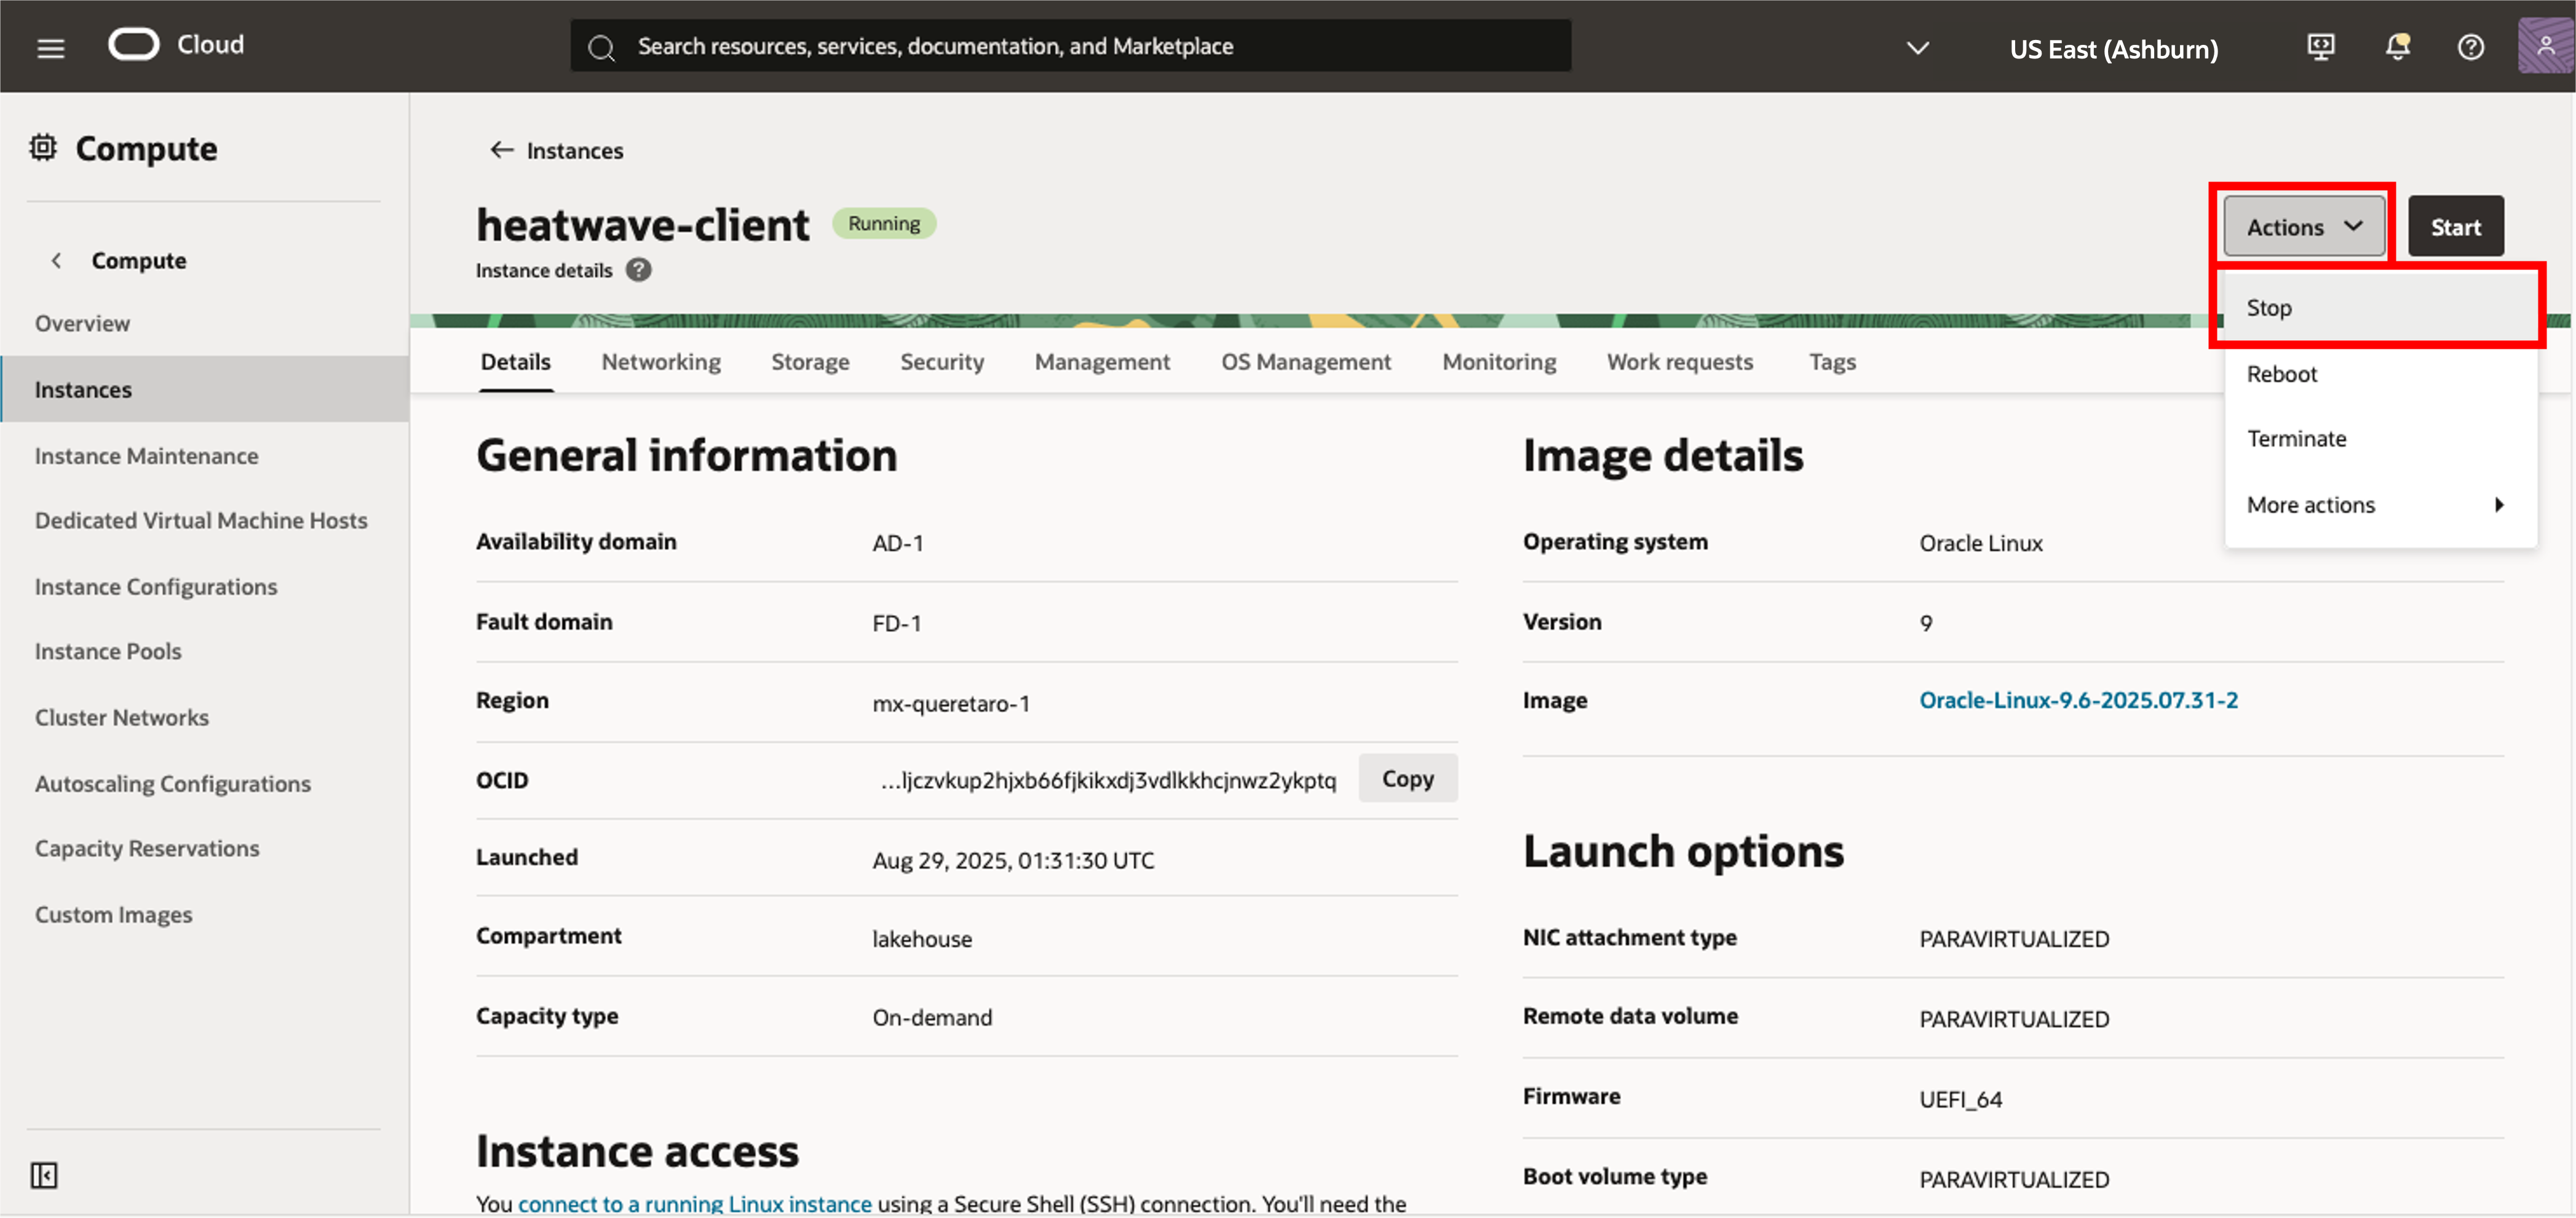 Cloud
Search resources, services, documentation, and Marketplace
US East (Ashburn)
Compute
Compute
Overview
Instances
Instance Maintenance
Dedicated Virtual Machine Hosts
Instance Configurations
Instance Pools
Cluster Networks
Autoscaling Configurations
Capacity Reservations
Custom Images
Instances
heatwave-client Running
Instance details ?
Actions Start
Stop
Reboot
Terminate
More actions
Details Networking Storage Security Management OS Management Monitoring Work requests Tags
General information
Availability domain AD-1
Fault domain FD-1
Region mx-queretaro-1
OCID ...ljczvkup2hjxb66fjkikxdj3vdlkkhcjnwz2ykptq Copy
Launched Aug 29, 2025, 01:31:30 UTC
Compartment lakehouse
Capacity type On-demand
Instance access
You connect to a running Linux instance using a Secure Shell (SSH) connection. You'll need the
Image details
Operating system Oracle Linux
Version 9
Image Oracle-Linux-9.6-2025.07.31-2
Launch options
NIC attachment type PARAVIRTUALIZED
Remote data volume PARAVIRTUALIZED
Firmware UEFI_64
Boot volume type PARAVIRTUALIZED